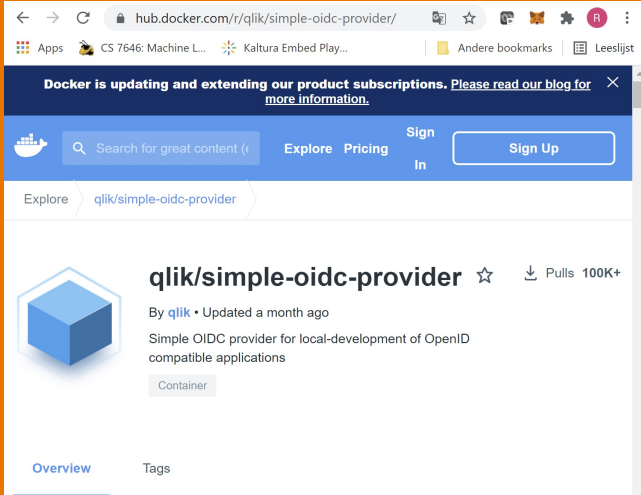 hub.docker.com/r/qlik/simple-oidc-provider/
R
Apps CS 7646: Machine L... Kaltura Embed Play... Andere bookmarks Leeslijst
Docker is updating and extending our product subscriptions. Please read our blog for
more information.
Search for great content (e Explore Pricing Sign In Sign Up
Explore qlik/simple-oidc-provider
qlik/simple-oidc-provider Pulls 100K+
By qlik • Updated a month ago
Simple OIDC provider for local-development of OpenID
compatible applications
Container
Overview Tags